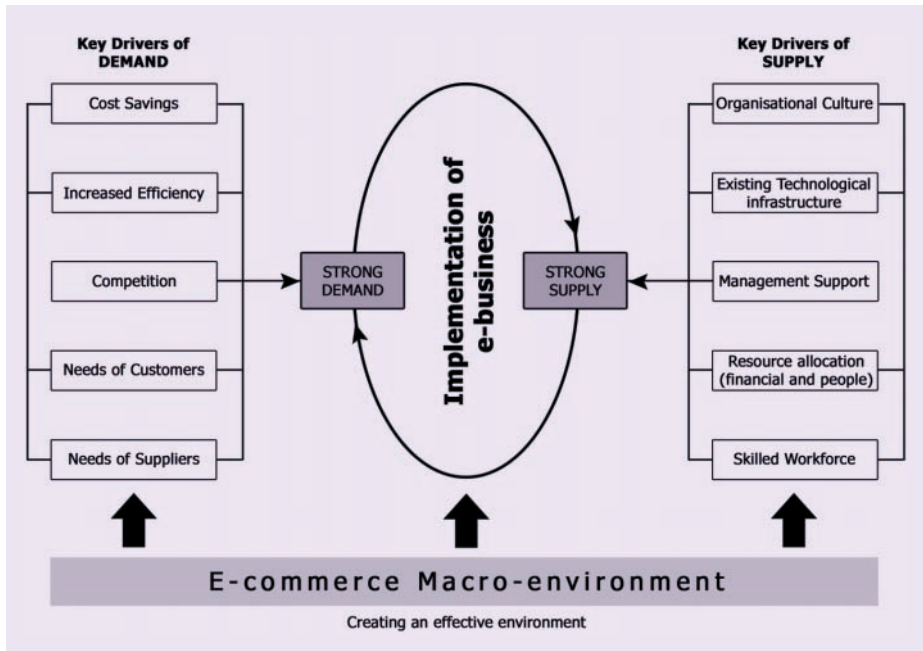 Key Drivers of
DEMAND
Cost Savings
Increased Efficiency
Competition
Needs of Customers
Needs of Suppliers
STRONG
DEMAND
Implementation of
e-business
STRONG
SUPPLY
Key Drivers of
SUPPLY
Organisational Culture
Existing Technological
infrastructure
Management Support
Resource allocation
(financial and people)
Skilled Workforce
E-commerce Macro-environment
Creating an effective environment